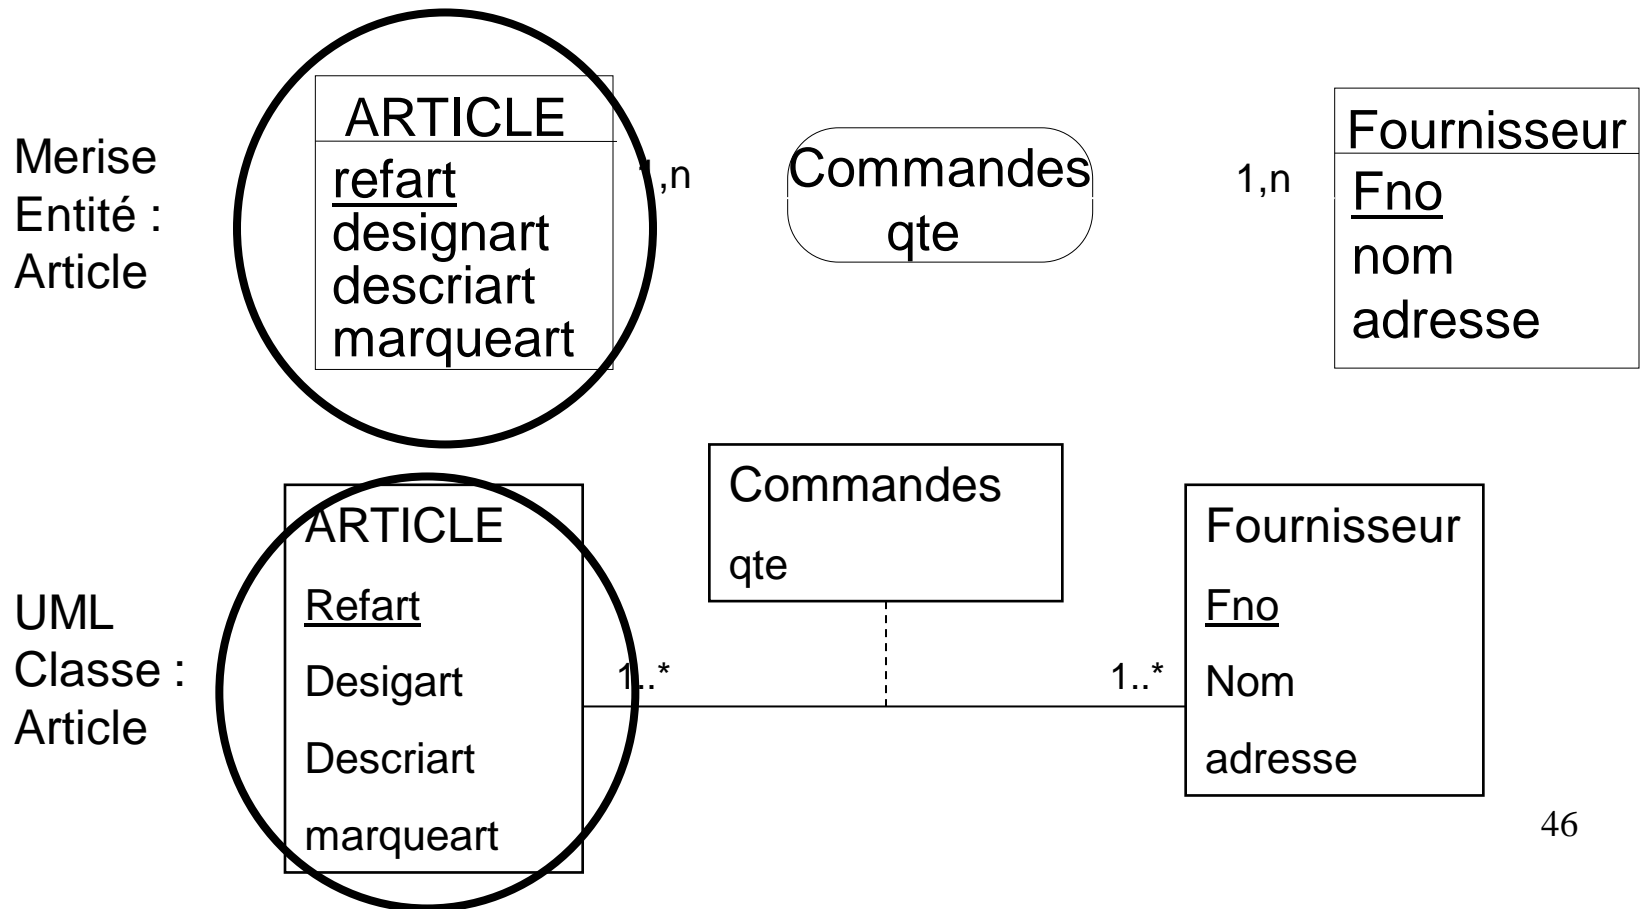 Merise
Entité :
Article
ARTICLE
refart
designart
descriart
marqueart
1,n
Commandes
qte
1,n
Fournisseur
Fno
nom
adresse
UML
Classe :
Article
ARTICLE
Refart
Desigart
Descriart
marqueart
1..*
Commandes
qte
1..*
Fournisseur
Fno
Nom
adresse
46